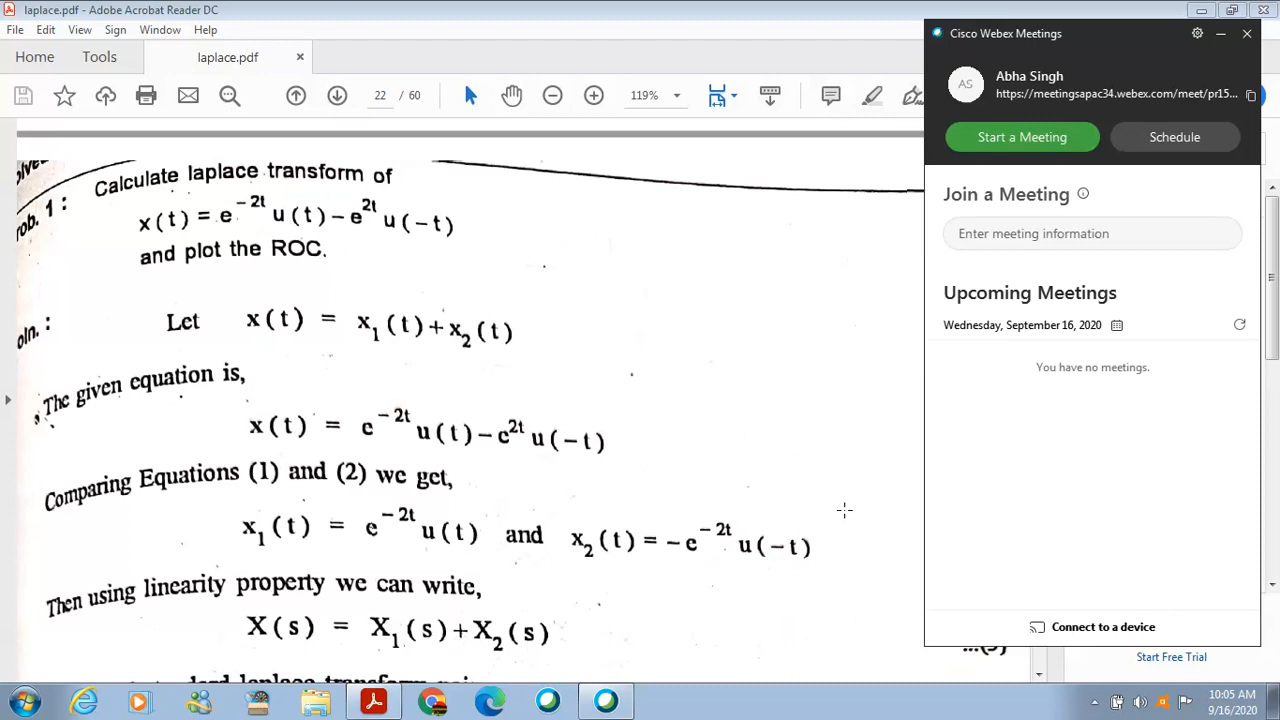 laplace.pdf - Adobe Acrobat Reader DC
File Edit View Sign Window Help
Home Tools laplace.pdf ×
22 / 60 119%
Calculate laplace transform of
rob. 1 :
x(t) = e^{-2t} u(t) – e^{2t} u(–t)
and plot the ROC.
oln. : Let x(t) = x₁(t) + x₂(t)
The given equation is,
x(t) = e^{-2t} u(t) – e^{2t} u(–t)
Comparing Equations (1) and (2) we get,
x₁(t) = e^{-2t} u(t) and x₂(t) = – e^{-2t} u(–t)
Then using linearity property we can write,
X(s) = X₁(s) + X₂(s)
...(3)
Cisco Webex Meetings
AS
Abha Singh
https://meetingsapac34.webex.com/meet/pr15...
Start a Meeting Schedule
Join a Meeting
Enter meeting information
Upcoming Meetings
Wednesday, September 16, 2020
You have no meetings.
Connect to a device
Start Free Trial
10:05 AM
9/16/2020